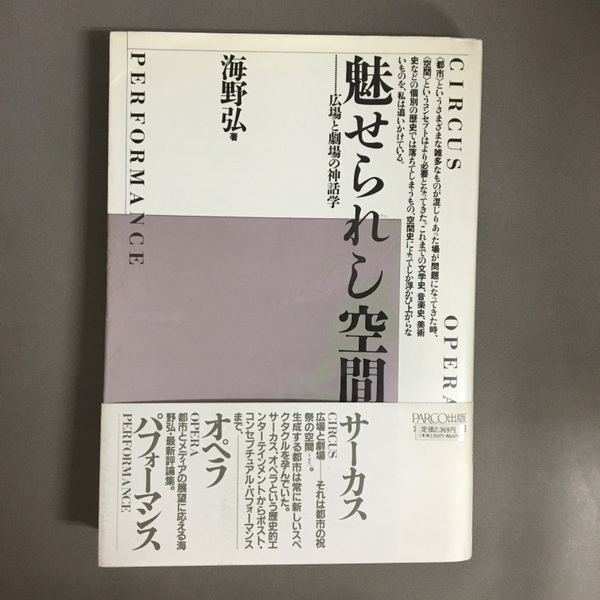 CIRCUS
OPERA
PERFORMANCE
〈都市〉というさまざまな雑多なものが混じりあった場が問題になってきた時、
〈空間〉というコンセプトはより必要となってきた。これまでの文学史、音楽史、美術
史などの個別の歴史では落ちてしまうもの、空間史によってしか浮かび上がらな
いものを、私は追いかけている。
魅せられし空間
広場と劇場の神話学
海野弘著
PARCO出版
定価2,369円
サーカス
CIRCUS
広場と劇場……それは都市の祝
祭の空間……。
生成する都市は常に新しいスペ
クタクルを孕んでいた。
サーカス、オペラという歴史的エ
ンターテインメントからポスト・
コンセプチュアル・パフォーマンス
まで、
オペラ
OPERA
都市とメディアの展望に応える海
野弘・最新評論集。
パフォーマンス
PERFORMANCE